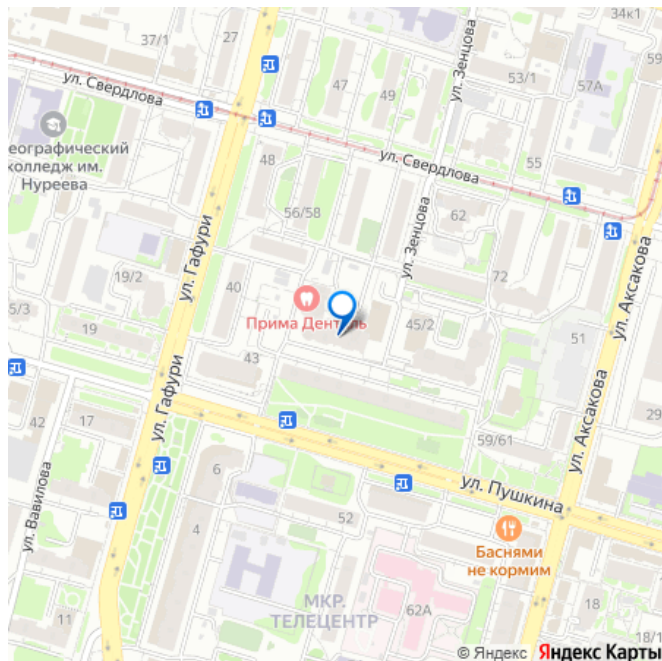 34к1
37/1
27
59
ул. Зенцова
53/1
57А
47
49
ул. Свердлова
еографический
колледж им.
Нуреева
48
ул. Свердлова
55
56/58
62
ул. Зенцова
ул. Гафури
19/2
40
72
ул. Аксакова
5/3
19
Прима Денталь
45/2
51
43
ул. Гафури
42
17
29
59/61
ул. Аксакова
6
ул. Вавилова
ул. Пушкина
4
52
Баснями
не кормим
МКР.
ТЕЛЕЦЕНТР
62А
11
18
18/1
© Яндекс Яндекс Карты